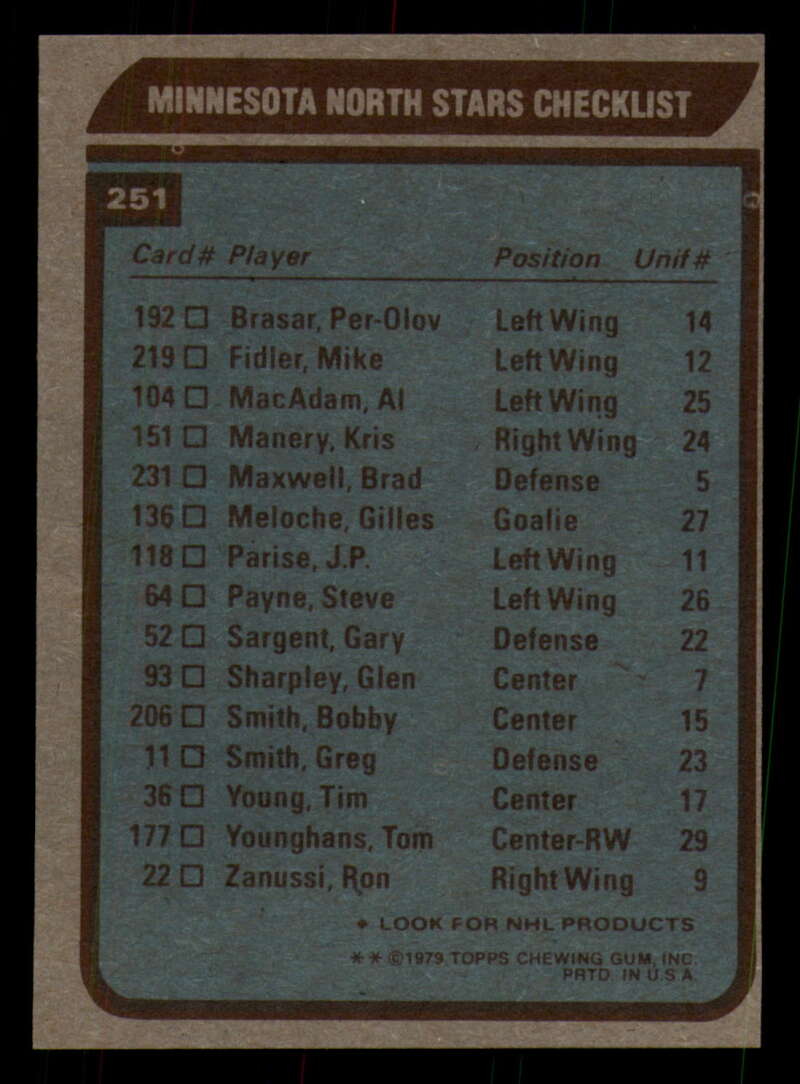 MINNESOTA NORTH STARS CHECKLIST
251
Card# Player Position Unif#
192 □ Brasar, Per-Olov Left Wing 14
219 □ Fidler, Mike Left Wing 12
104 □ MacAdam, Al Left Wing 25
151 □ Manery, Kris Right Wing 24
231 □ Maxwell, Brad Defense 5
136 □ Meloche, Gilles Goalie 27
118 □ Parise, J.P. Left Wing 11
64 □ Payne, Steve Left Wing 26
52 □ Sargent, Gary Defense 22
93 □ Sharpley, Glen Center 7
206 □ Smith, Bobby Center 15
11 □ Smith, Greg Defense 23
36 □ Young, Tim Center 17
177 □ Younghans, Tom Center-RW 29
22 □ Zanussi, Ron Right Wing 9
♦ LOOK FOR NHL PRODUCTS
** ©1979 TOPPS CHEWING GUM, INC.
PRTD. IN U.S.A.